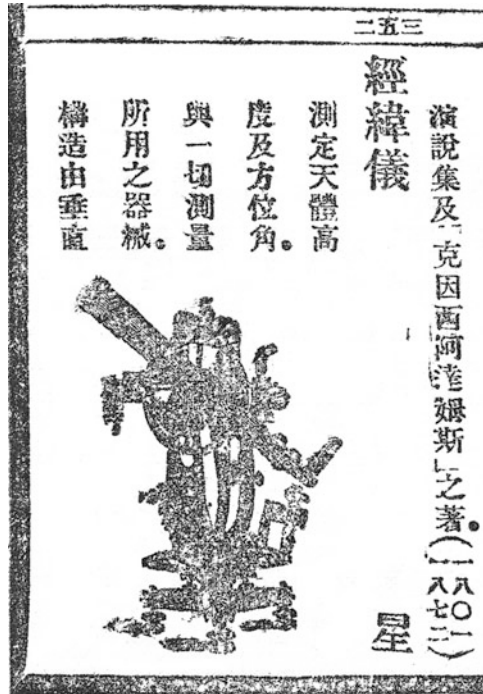 二五三
演說集及「克因西阿達姆斯」之著。(一八〇一
一八七二)
經緯儀 星
測定天體高
度及方位角。
與一切測量
所用之器械。
構造由垂直